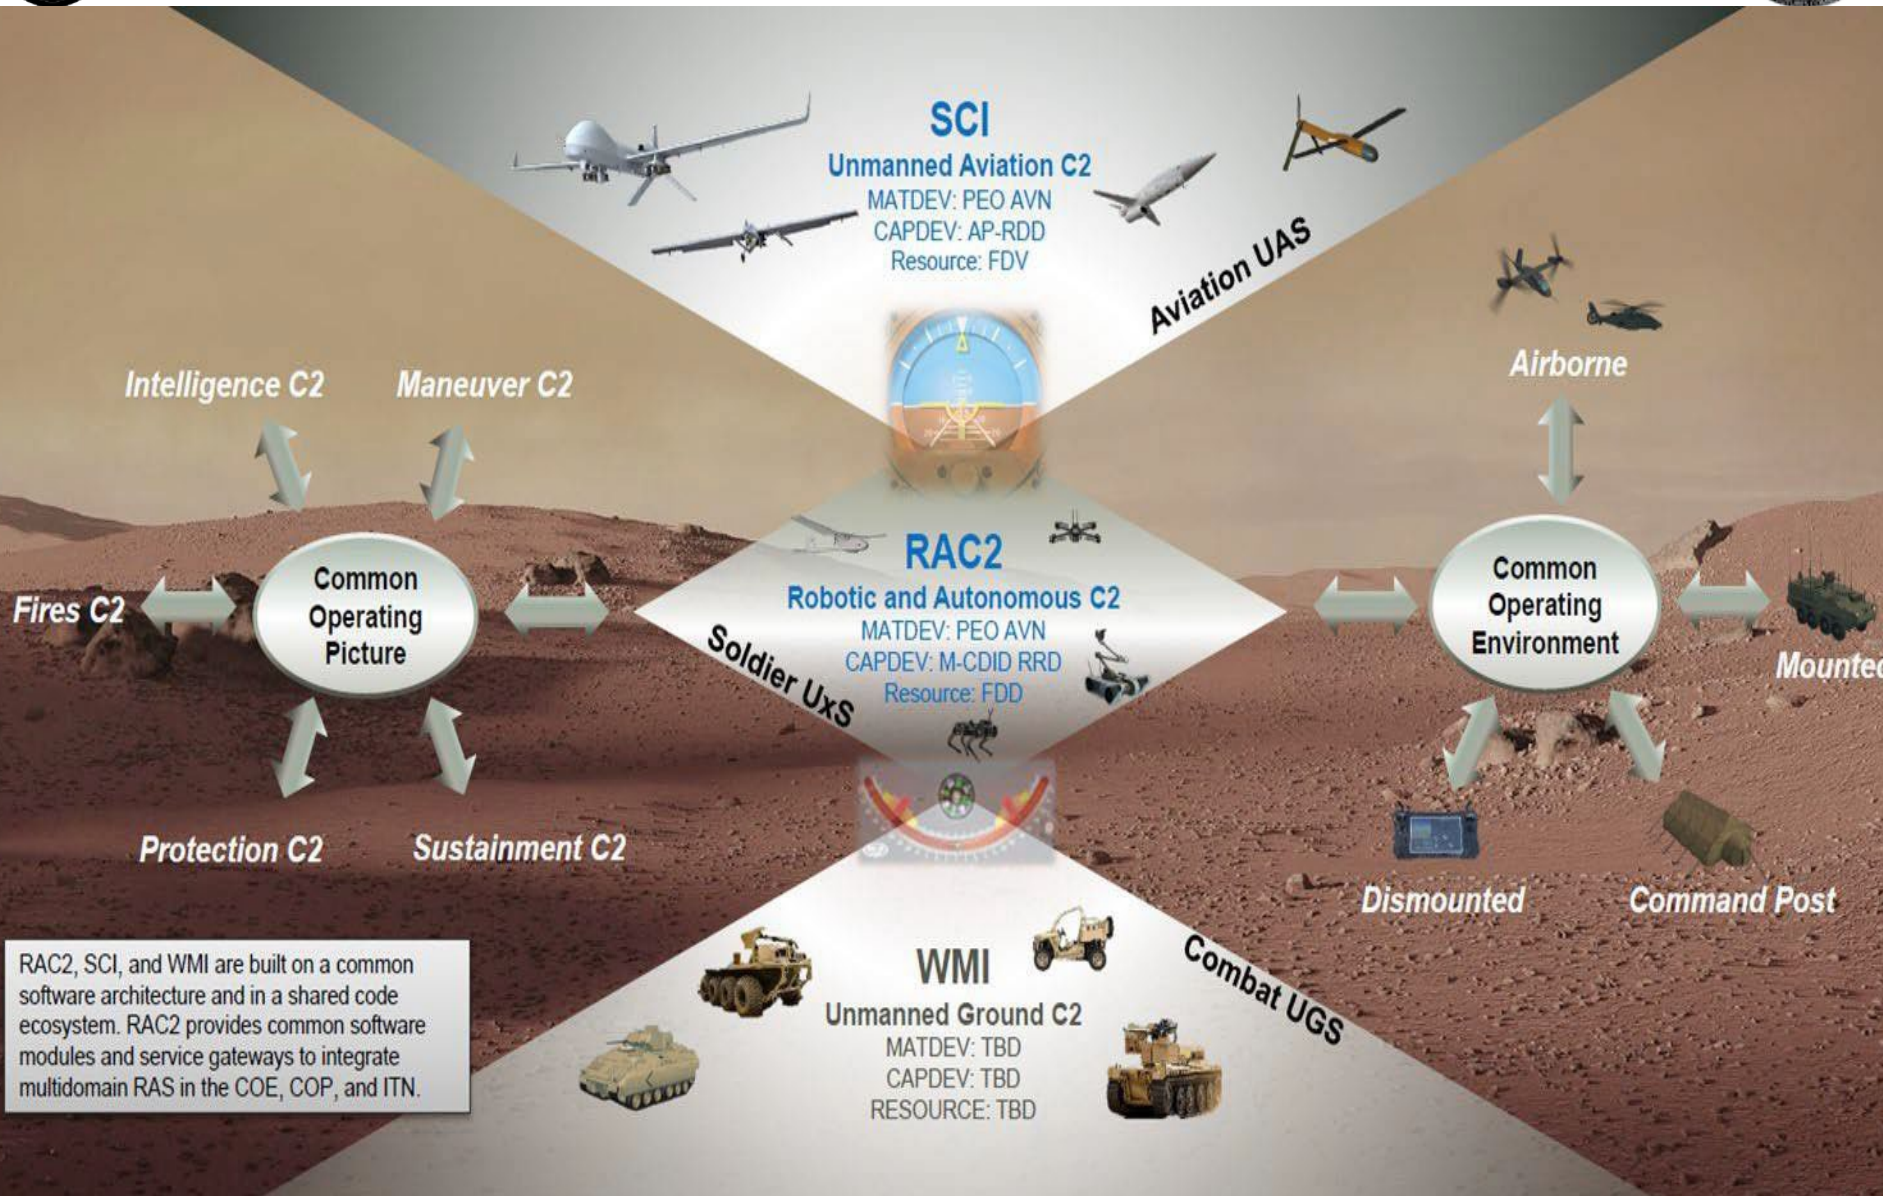 SCI
Unmanned Aviation C2
MATDEV: PEO AVN
CAPDEV: AP-RDD
Resource: FDV
Aviation UAS
Intelligence C2
Maneuver C2
Airborne
Fires C2
Common
Operating
Picture
RAC2
Robotic and Autonomous C2
MATDEV: PEO AVN
CAPDEV: M-CDID RRD
Resource: FDD
Soldier UxS
Common
Operating
Environment
Mounted
Protection C2
Sustainment C2
Dismounted
Command Post
WMI
Unmanned Ground C2
MATDEV: TBD
CAPDEV: TBD
RESOURCE: TBD
Combat UGS
RAC2, SCI, and WMI are built on a common
software architecture and in a shared code
ecosystem. RAC2 provides common software
modules and service gateways to integrate
multidomain RAS in the COE, COP, and ITN.